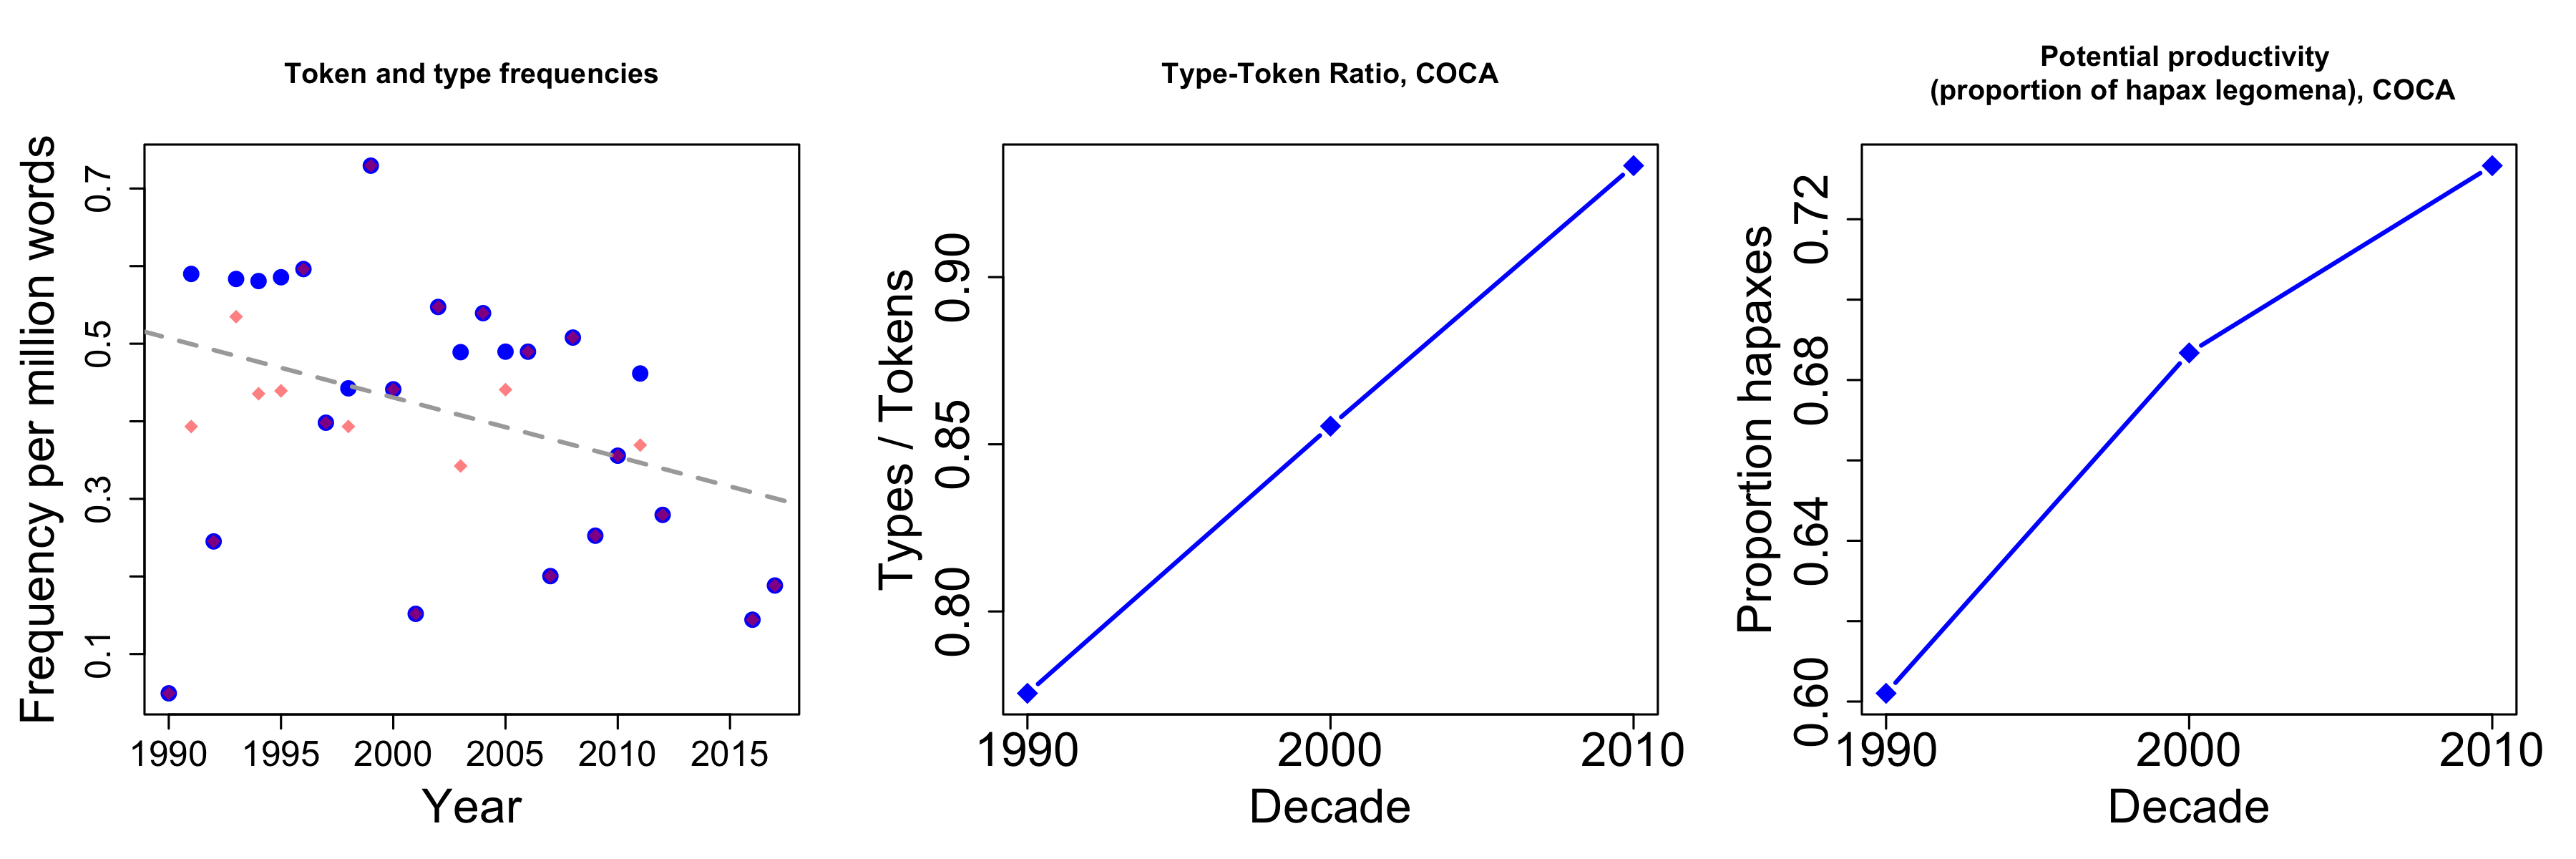 Token and type frequencies
Frequency per million words
0.7
0.5
0.3
0.1
1990 1995 2000 2005 2010 2015
Year
Type-Token Ratio, COCA
Types / Tokens
0.90
0.85
0.80
1990 2000 2010
Decade
Potential productivity
(proportion of hapax legomena), COCA
Proportion hapaxes
0.72
0.68
0.64
0.60
1990 2000 2010
Decade